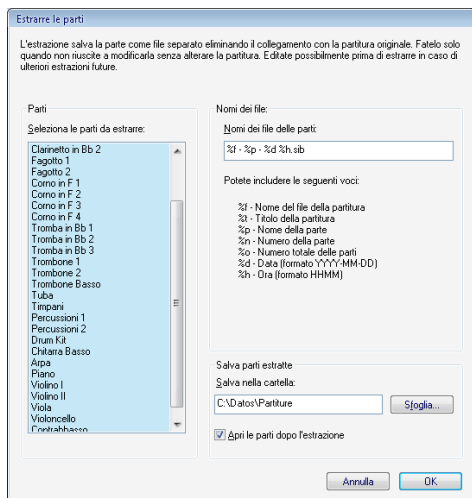 Estrarre le parti
L'estrazione salva la parte come file separato eliminando il collegamento con la partitura originale. Fatelo solo
quando non riuscite a modificarla senza alterare la partitura. Editate possibilmente prima di estrarre in caso di
ulteriori estrazioni future.
Parti
Seleziona le parti da estrarre:
Clarinetto in Bb 2
Fagotto 1
Fagotto 2
Corno in F 1
Corno in F 2
Corno in F 3
Corno in F 4
Tromba in Bb 1
Tromba in Bb 2
Tromba in Bb 3
Trombone 1
Trombone 2
Trombone Basso
Tuba
Timpani
Percussioni 1
Percussioni 2
Drum Kit
Chitarra Basso
Arpa
Piano
Violino I
Violino II
Viola
Violoncello
Contrabbasso
Nomi dei file:
Nomi dei file delle parti:
%f - %p - %d %h.sib
Potete includere le seguenti voci:
%f - Nome del file della partitura
%t - Titolo della partitura
%p - Nome della parte
%n - Numero della parte
%o - Numero totale delle parti
%d - Data (formato YYYY-MM-DD)
%h - Ora (formato HHMM)
Salva parti estratte
Salva nella cartella:
C:\Datos\Partiture
Sfoglia...
Apri le parti dopo l'estrazione
Annulla
OK